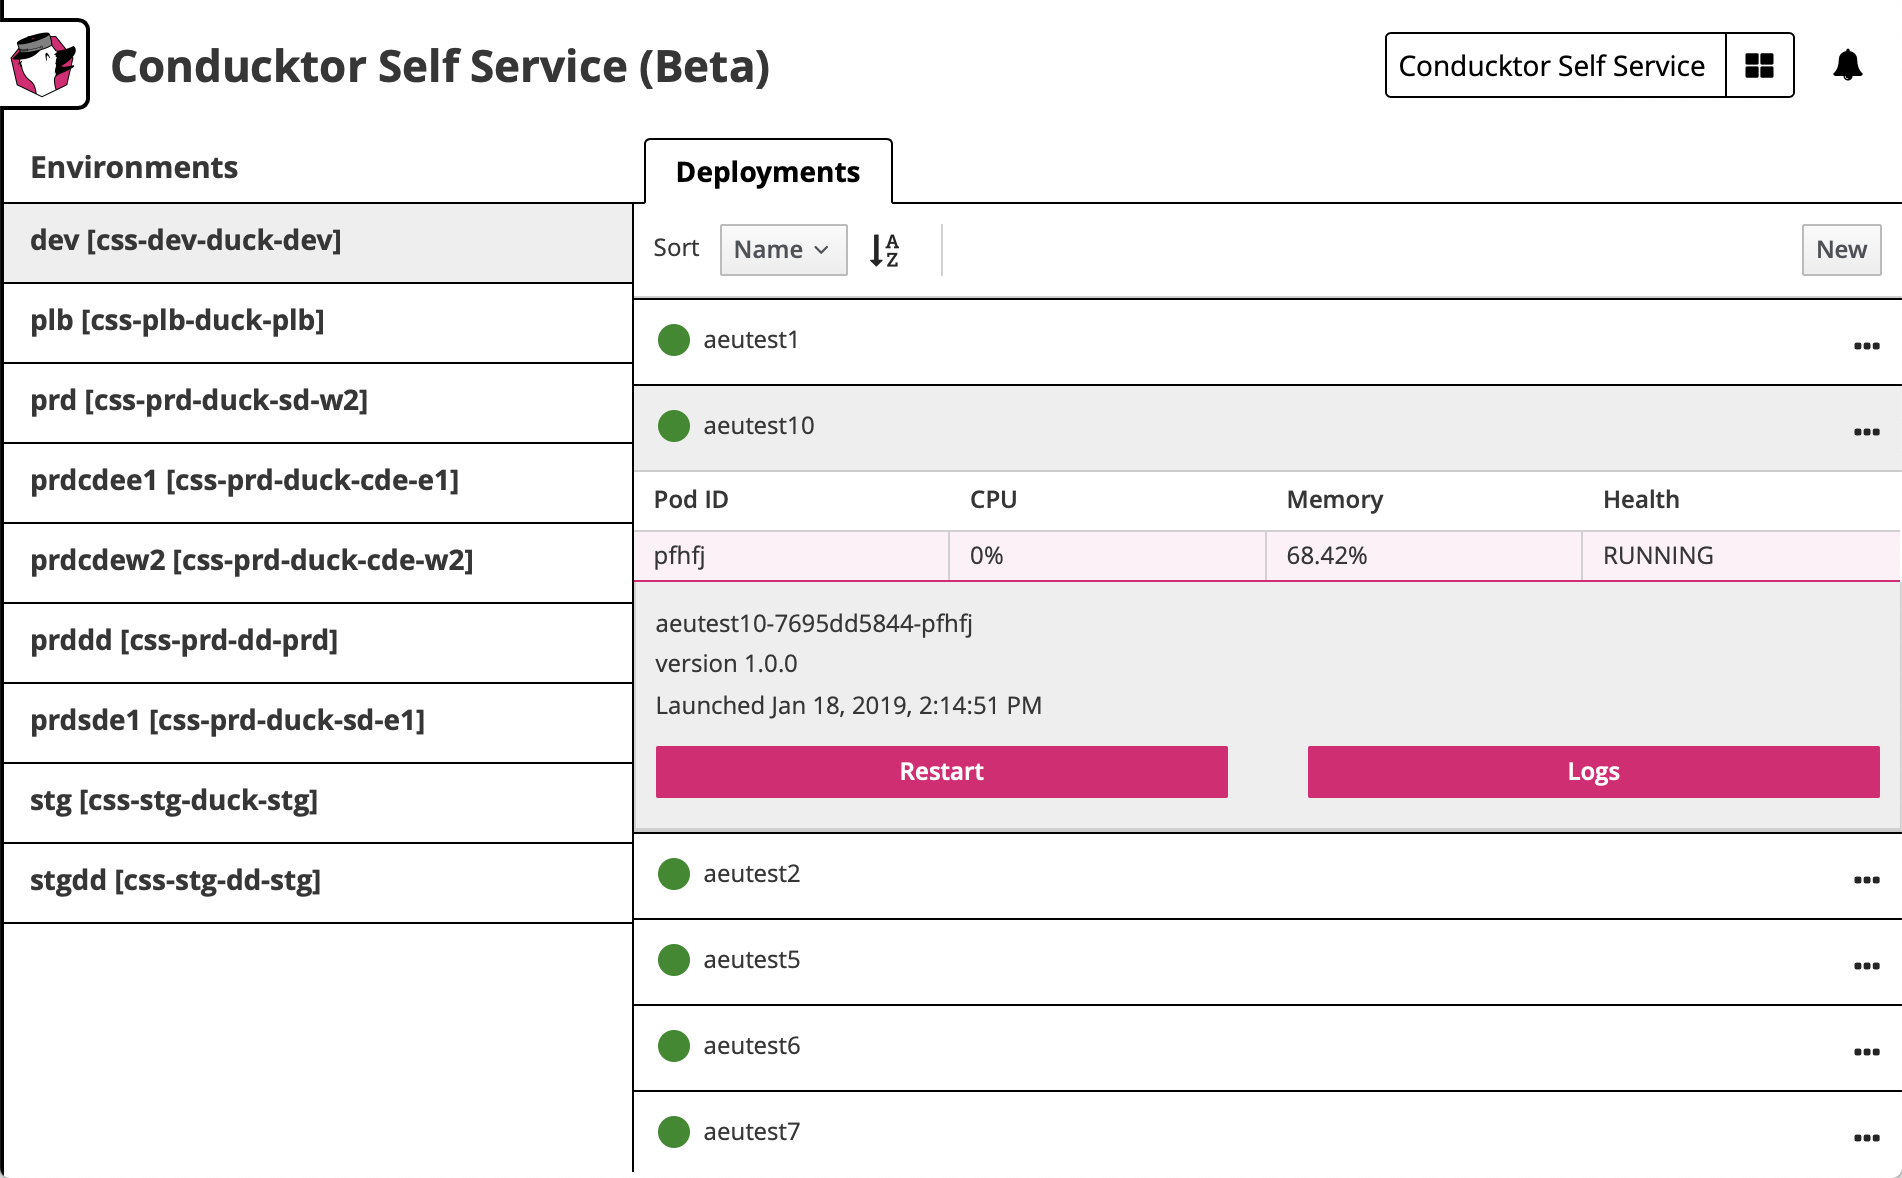 Conducktor Self Service (Beta)
Conducktor Self Service
Environments
dev [css-dev-duck-dev]
plb [css-plb-duck-plb]
prd [css-prd-duck-sd-w2]
prdcdee1 [css-prd-duck-cde-e1]
prdcdew2 [css-prd-duck-cde-w2]
prddd [css-prd-dd-prd]
prdsde1 [css-prd-duck-sd-e1]
stg [css-stg-duck-stg]
stgdd [css-stg-dd-stg]
Deployments
Sort Name A Z New
aeutest1
aeutest10
Pod ID CPU Memory Health
pfhfj 0% 68.42% RUNNING
aeutest10-7695dd5844-pfhfj
version 1.0.0
Launched Jan 18, 2019, 2:14:51 PM
Restart Logs
aeutest2
aeutest5
aeutest6
aeutest7